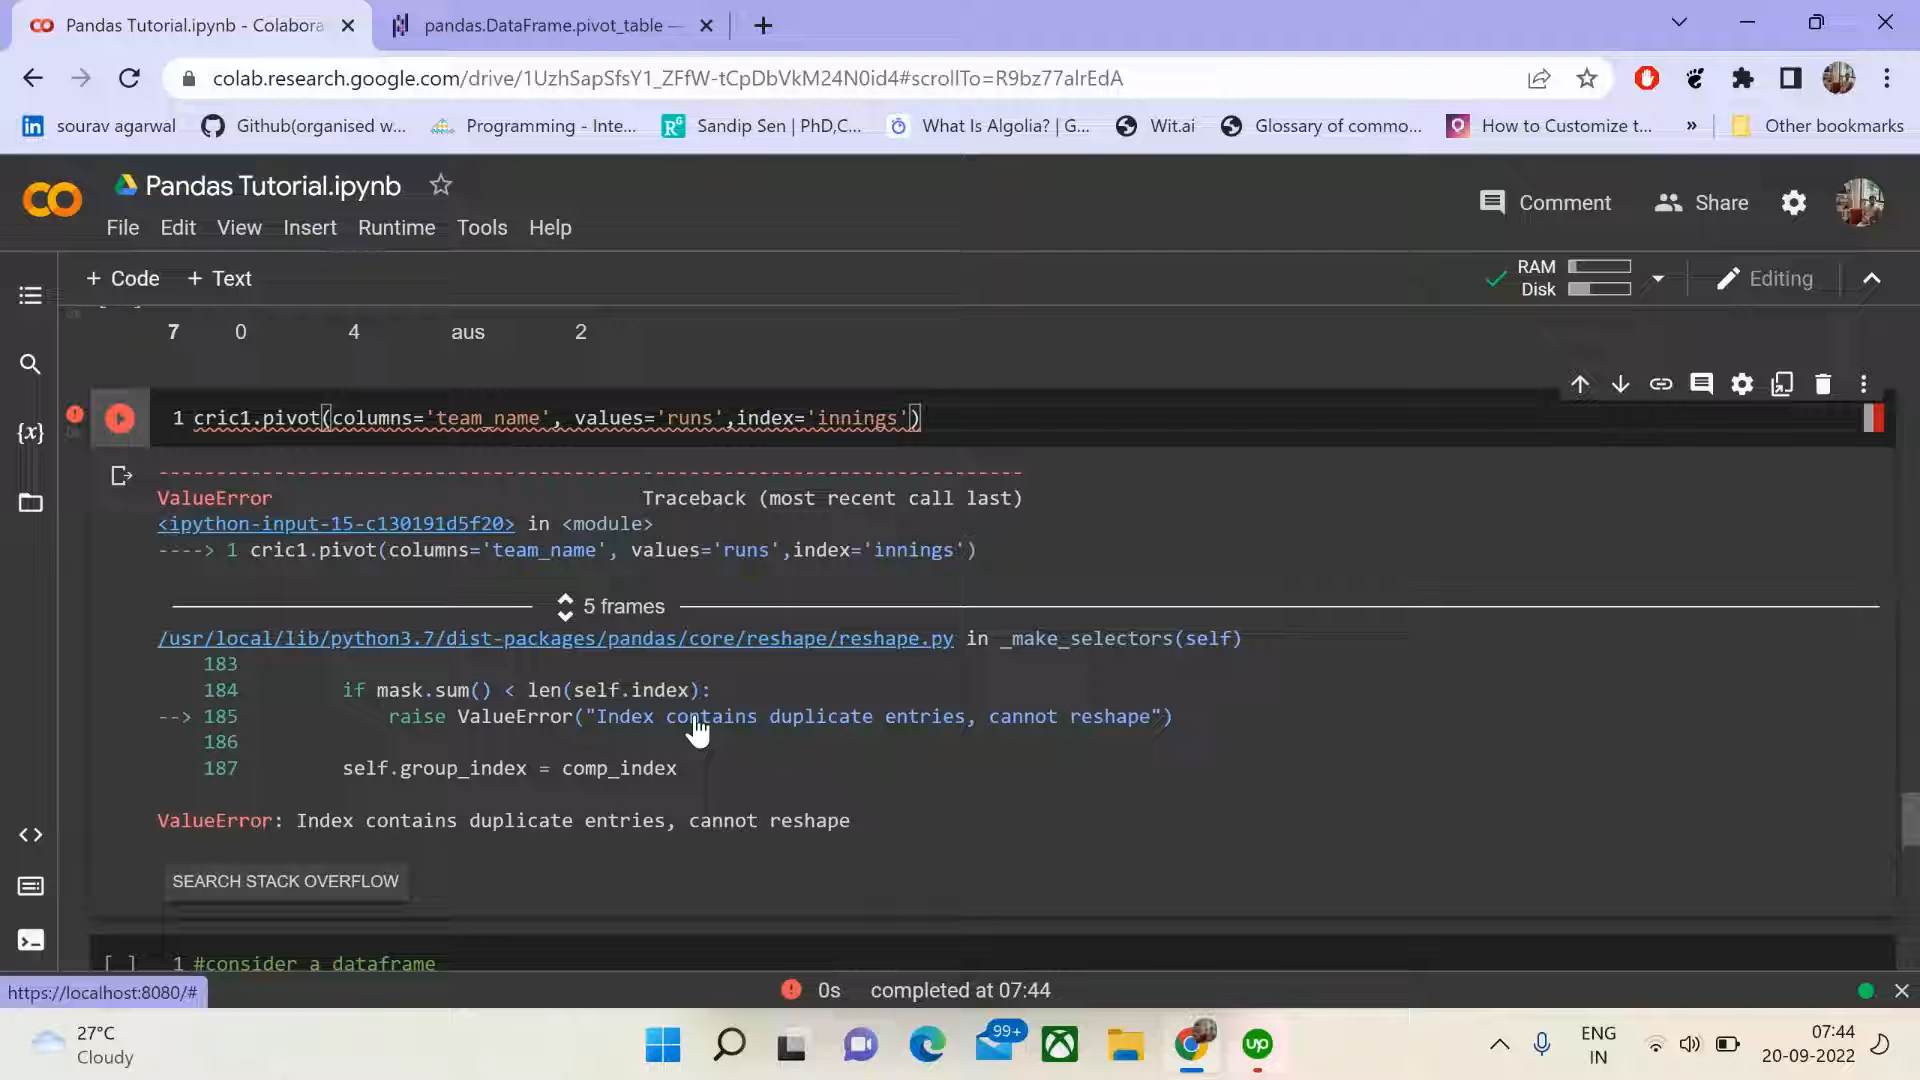 Pandas Tutorial.ipynb - Colabora
pandas.DataFrame.pivot_table —
colab.research.google.com/drive/1UzhSapSfsY1_ZFfW-tCpDbVkM24N0id4#scrollTo=R9bz77alrEdA
sourav agarwal
Github(organised w...
Programming - Inte...
Sandip Sen | PhD,C...
What Is Algolia? | G...
Wit.ai
Glossary of commo...
How to Customize t...
»
Other bookmarks
Pandas Tutorial.ipynb
Comment
Share
File Edit View Insert Runtime Tools Help
+ Code + Text
RAM
Disk
Editing
7 0 4 aus 2
1 cric1.pivot(columns='team_name', values='runs',index='innings')
---------------------------------------------------------------------------
ValueError Traceback (most recent call last)
<ipython-input-15-c130191d5f20> in <module>
----> 1 cric1.pivot(columns='team_name', values='runs',index='innings')
5 frames
/usr/local/lib/python3.7/dist-packages/pandas/core/reshape/reshape.py in _make_selectors(self)
183
184 if mask.sum() < len(self.index):
--> 185 raise ValueError("Index contains duplicate entries, cannot reshape")
186
187 self.group_index = comp_index
ValueError: Index contains duplicate entries, cannot reshape
SEARCH STACK OVERFLOW
[ ] 1 #consider a dataframe
https://localhost:8080/#
0s completed at 07:44
27°C
Cloudy
99+
up
ENG
IN
07:44
20-09-2022